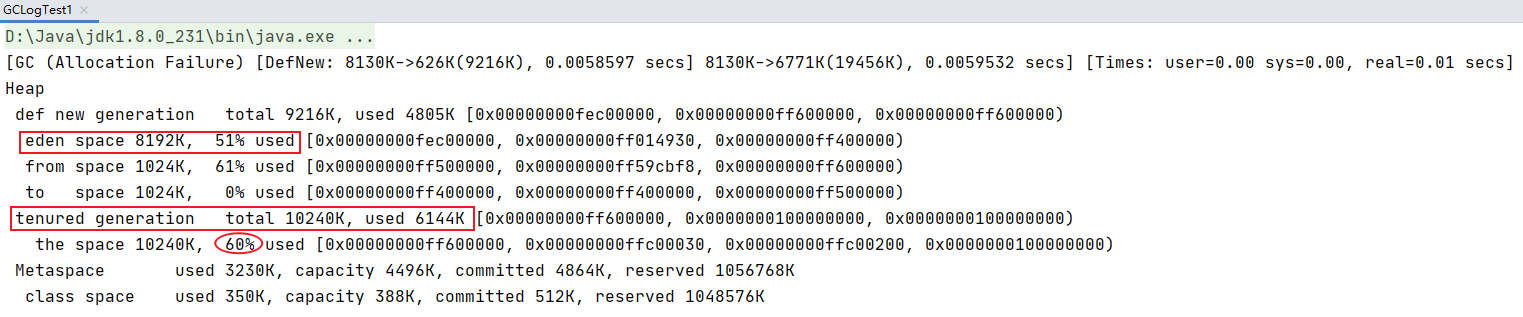 GCLogTest1 ×
D:\Java\jdk1.8.0_231\bin\java.exe ...
[GC (Allocation Failure) [DefNew: 8130K->626K(9216K), 0.0058597 secs] 8130K->6771K(19456K), 0.0059532 secs] [Times: user=0.00 sys=0.00, real=0.01 secs]
Heap
 def new generation   total 9216K, used 4805K [0x00000000fec00000, 0x00000000ff600000, 0x00000000ff600000)
  eden space 8192K,  51% used [0x00000000fec00000, 0x00000000ff014930, 0x00000000ff400000)
  from space 1024K,  61% used [0x00000000ff500000, 0x00000000ff59cbf8, 0x00000000ff600000)
  to   space 1024K,   0% used [0x00000000ff400000, 0x00000000ff400000, 0x00000000ff500000)
 tenured generation   total 10240K, used 6144K [0x00000000ff600000, 0x0000000100000000, 0x0000000100000000)
   the space 10240K,  60% used [0x00000000ff600000, 0x00000000ffc00030, 0x00000000ffc00200, 0x0000000100000000)
 Metaspace       used 3230K, capacity 4496K, committed 4864K, reserved 1056768K
  class space    used 350K, capacity 388K, committed 512K, reserved 1048576K